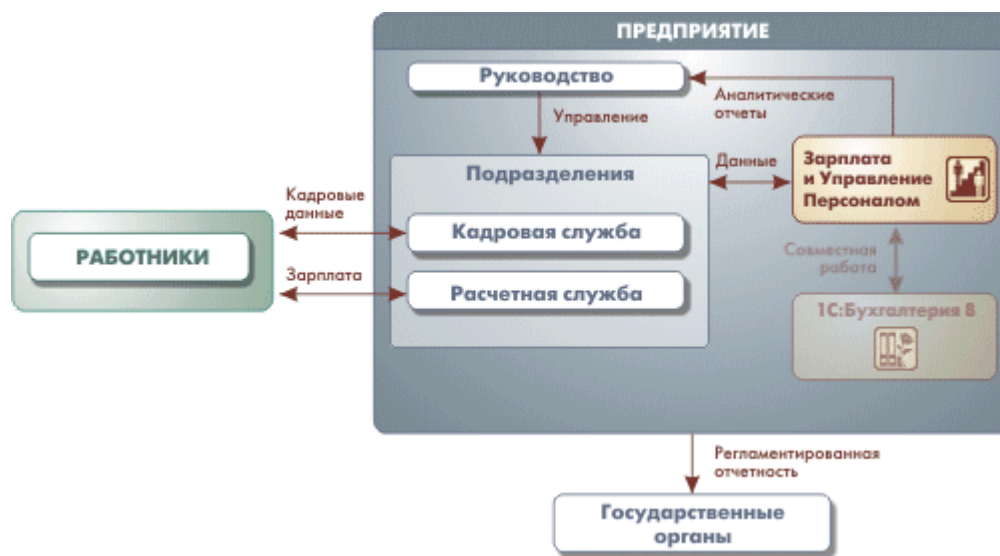 ПРЕДПРИЯТИЕ
Руководство
Аналитические
отчеты
Управление
Подразделения
Данные
Зарплата
и Управление
Персоналом
Кадровые
данные
Кадровая служба
РАБОТНИКИ
Зарплата
Расчетная служба
Совместная
работа
1С:Бухгалтерия 8
Регламентированная
отчетность
Государственные
органы